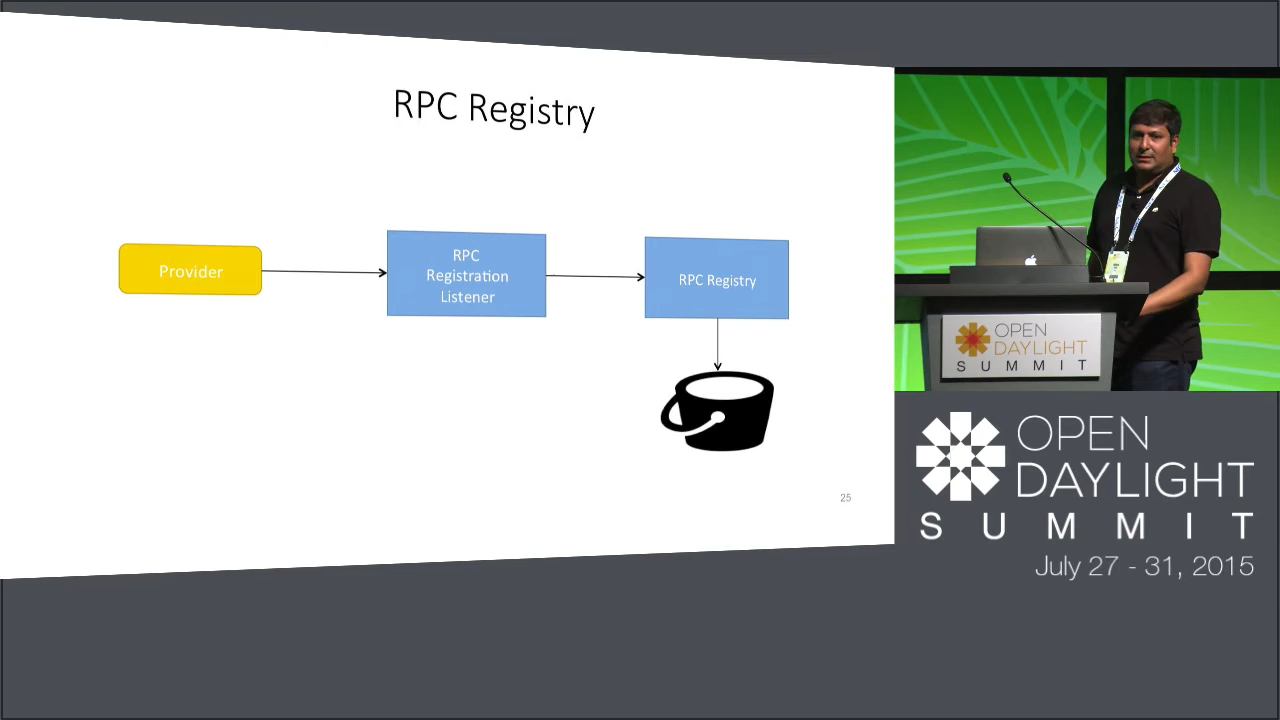 RPC Registry
Provider
RPC
Registration
Listener
RPC Registry
25
OPEN
DAYLIGHT
SUMMIT
OPEN
DAYLIGHT
SUMMIT
July 27 - 31, 2015